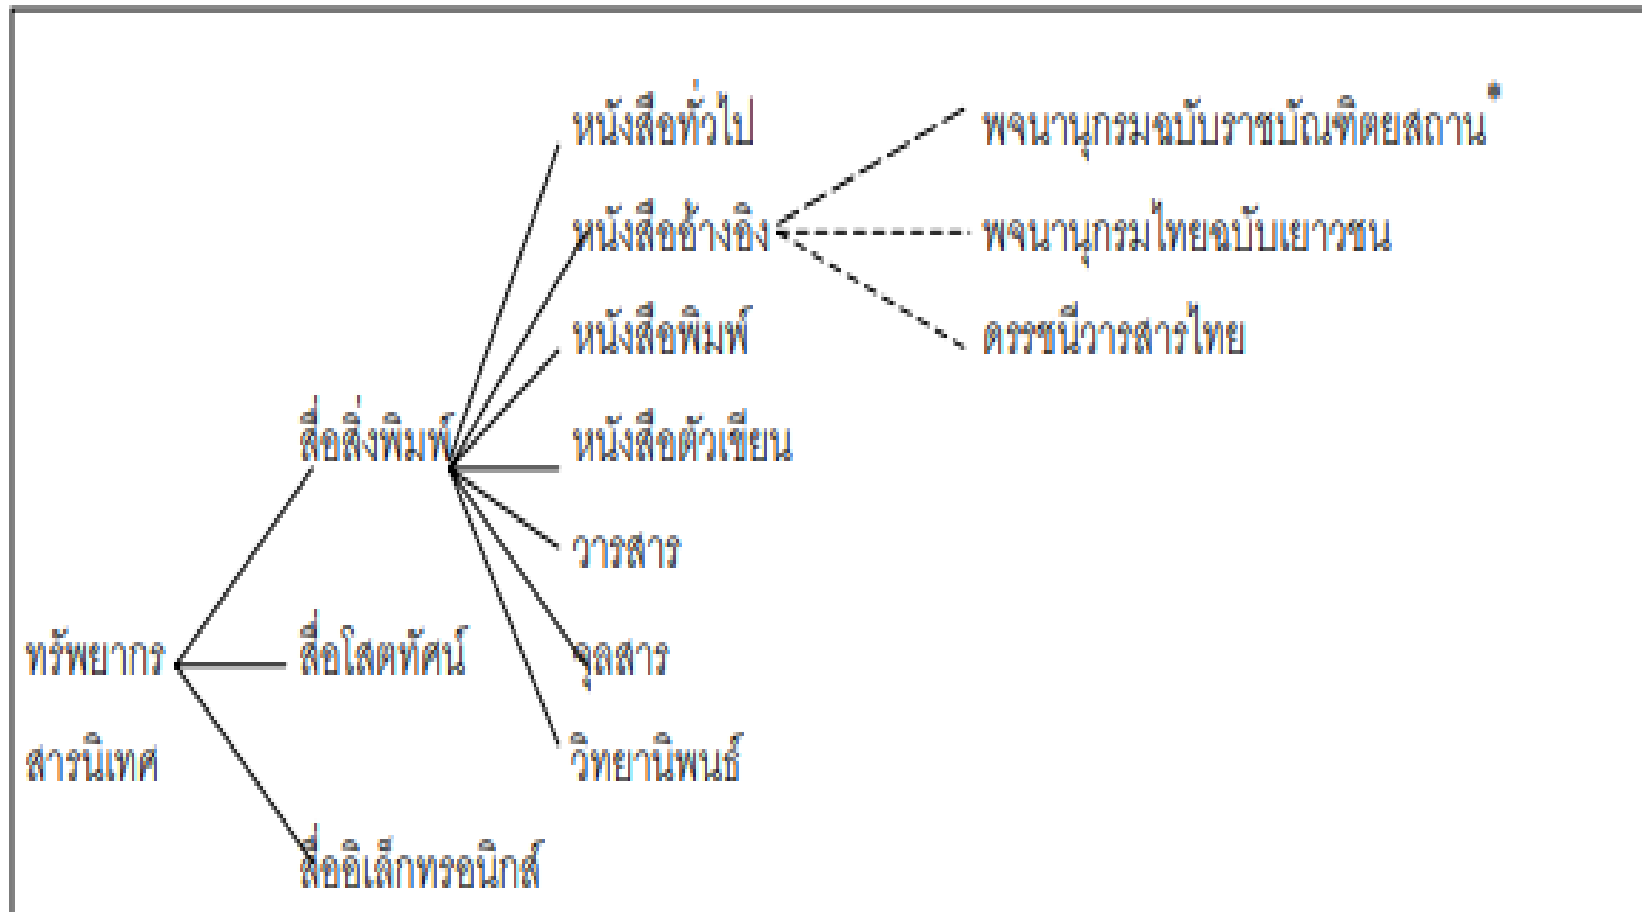 หนังสือทั่วไป
พจนานุกรมฉบับราชบัณฑิตยสถาน*
หนังสืออ้างอิง
พจนานุกรมไทยฉบับเยาวชน
หนังสือพิมพ์
ดรรชนีวารสารไทย
สื่อสิ่งพิมพ์
หนังสือตัวเขียน
วารสาร
ทรัพยากร
สื่อโสตทัศน์
จุลสาร
สารนิเทศ
วิทยานิพนธ์
สื่ออิเล็กทรอนิกส์